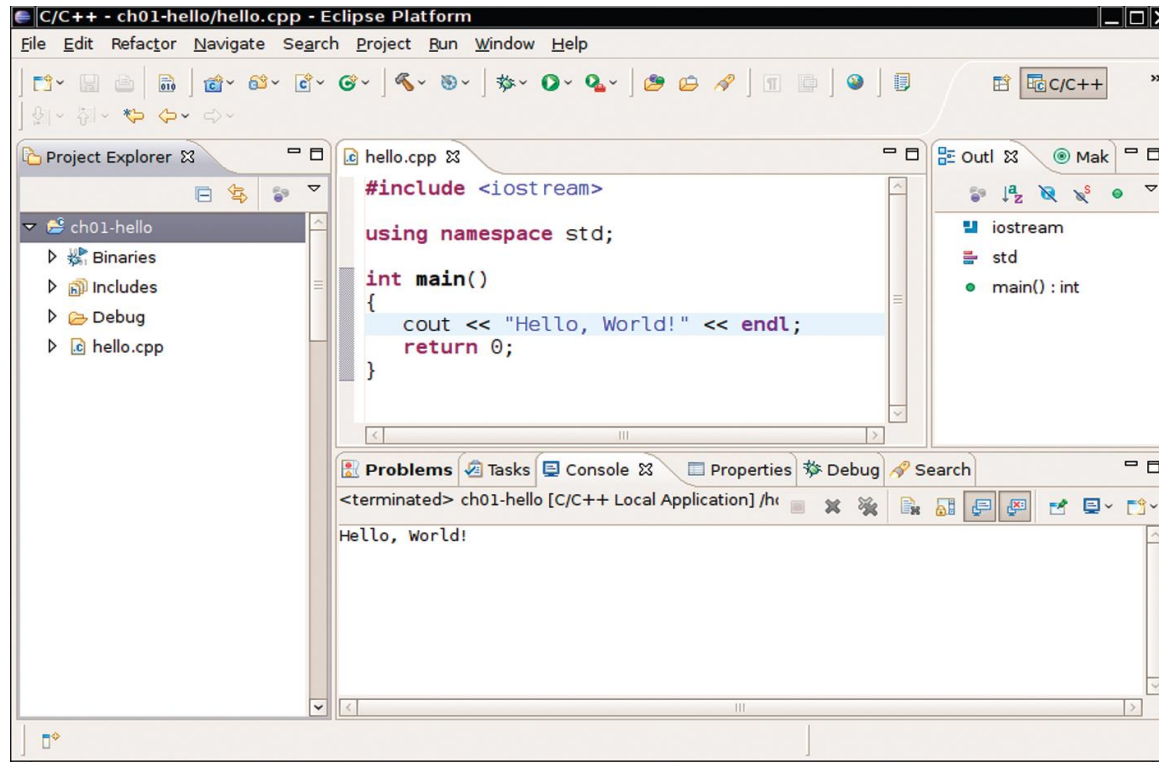 C/C++ - ch01-hello/hello.cpp - Eclipse Platform
File Edit Refactor Navigate Search Project Run Window Help
C/C++
Project Explorer
ch01-hello
Binaries
Includes
Debug
hello.cpp
hello.cpp
#include <iostream>
using namespace std;
int main()
{
cout << "Hello, World!" << endl;
return 0;
}
Outl
Mak
iostream
std
main() : int
Problems Tasks Console Properties Debug Search
<terminated> ch01-hello [C/C++ Local Application] /hc
Hello, World!